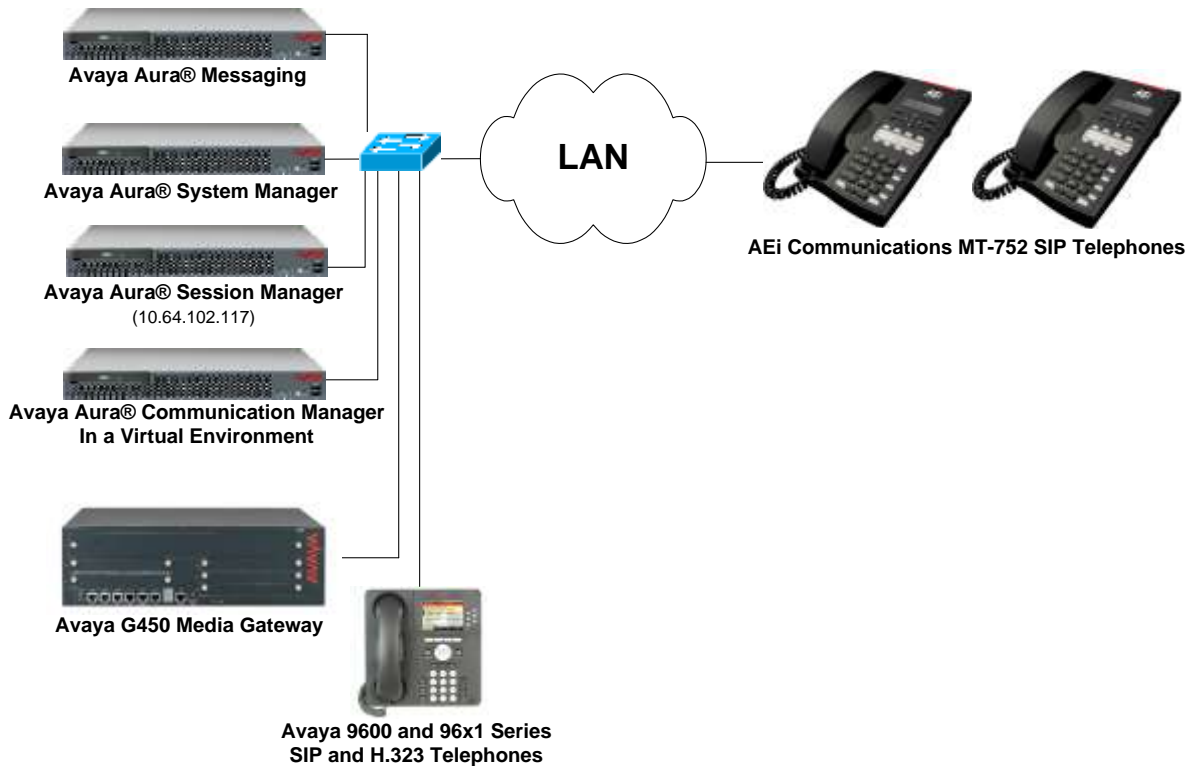 Avaya Aura® Messaging
Avaya Aura® System Manager
Avaya Aura® Session Manager
(10.64.102.117)
Avaya Aura® Communication Manager
In a Virtual Environment
LAN
AEi Communications MT-752 SIP Telephones
AVAYA
Avaya G450 Media Gateway
Avaya 9600 and 96x1 Series
SIP and H.323 Telephones